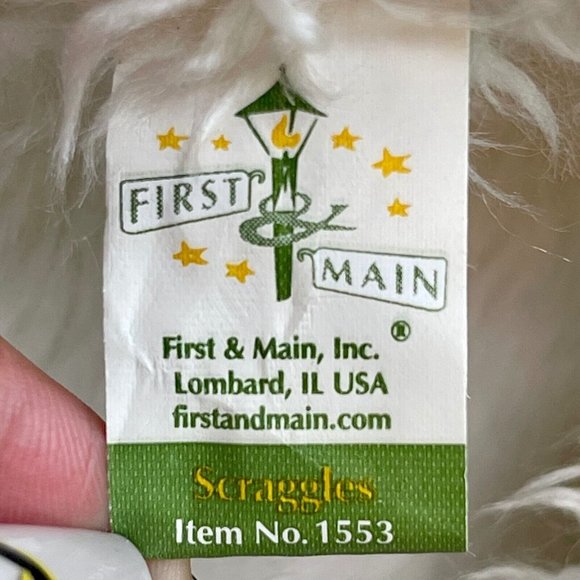 FIRST
&
MAIN
®
First & Main, Inc.
Lombard, IL USA
firstandmain.com
Scraggles
Item No. 1553